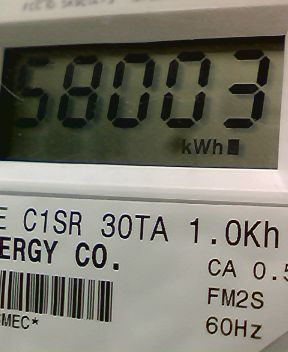 58003
kWh
E C1SR 30TA 1.0Kh
ERGY CO.
CA 0.5
FM2S
MEC*
60Hz